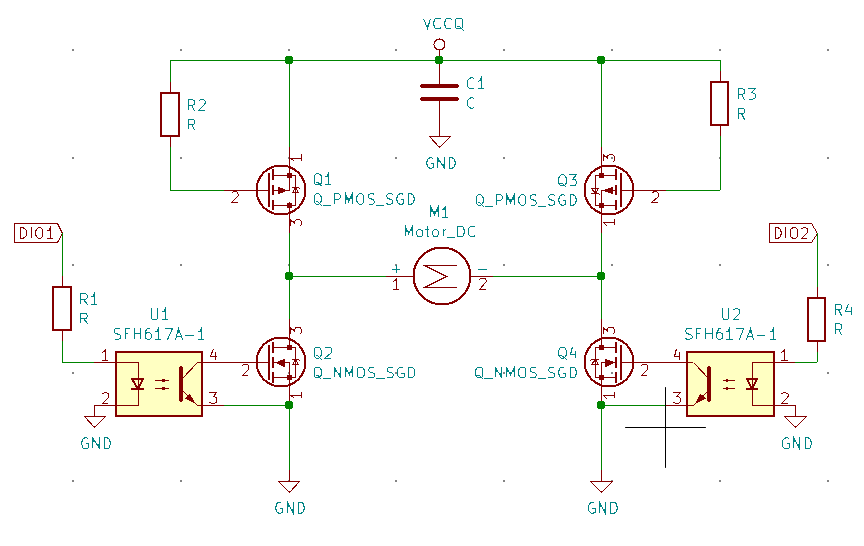 VCCQ
C1
C
GND
R2
R
R3
R
1
Q1
Q_PMOS_SGD
2
3
3
Q3
Q_PMOS_SGD
2
1
M1
Motor_DC
+
1
-
2
DIO1
DIO2
R1
R
R4
R
U1
SFH617A-1
1
4
2
3
3
Q2
Q_NMOS_SGD
2
1
3
Q4
Q_NMOS_SGD
2
1
U2
SFH617A-1
4
1
3
2
GND
GND
GND
GND